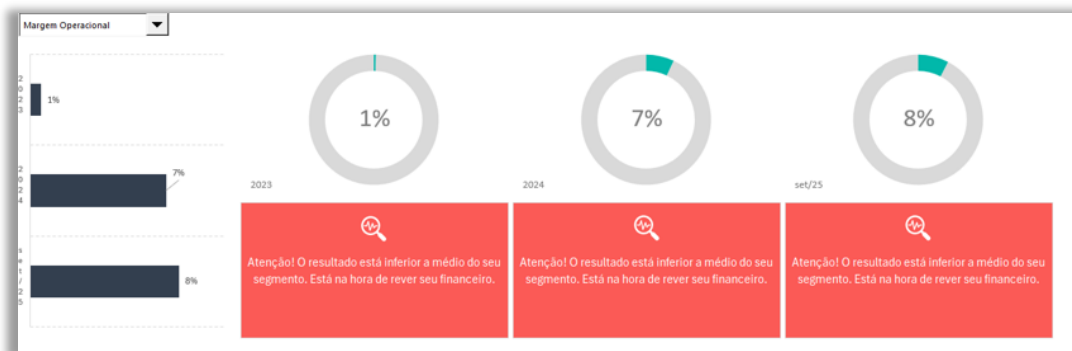 Margem Operacional
2023
1%
2024
7%
set/25
8%
1%
2023
7%
2024
8%
set/25
Atenção! O resultado está inferior a médio do seu
segmento. Está na hora de rever seu financeiro.
Atenção! O resultado está inferior a médio do seu
segmento. Está na hora de rever seu financeiro.
Atenção! O resultado está inferior a médio do seu
segmento. Está na hora de rever seu financeiro.